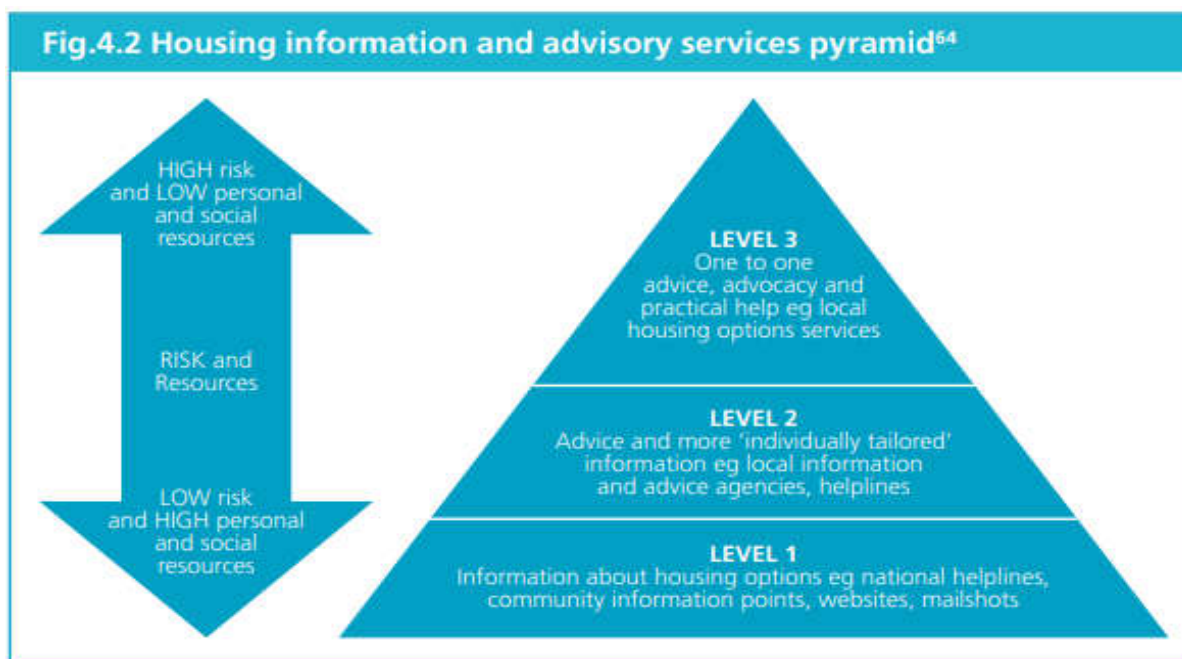 Fig.4.2 Housing information and advisory services pyramid64
HIGH risk
and LOW personal
and social
resources
RISK and
Resources
LOW risk
and HIGH personal
and social
resources
LEVEL 3
One to one
advice, advocacy and
practical help eg local
housing options services
LEVEL 2
Advice and more ‘individually tailored’
information eg local information
and advice agencies, helplines
LEVEL 1
Information about housing options eg national helplines,
community information points, websites, mailshots